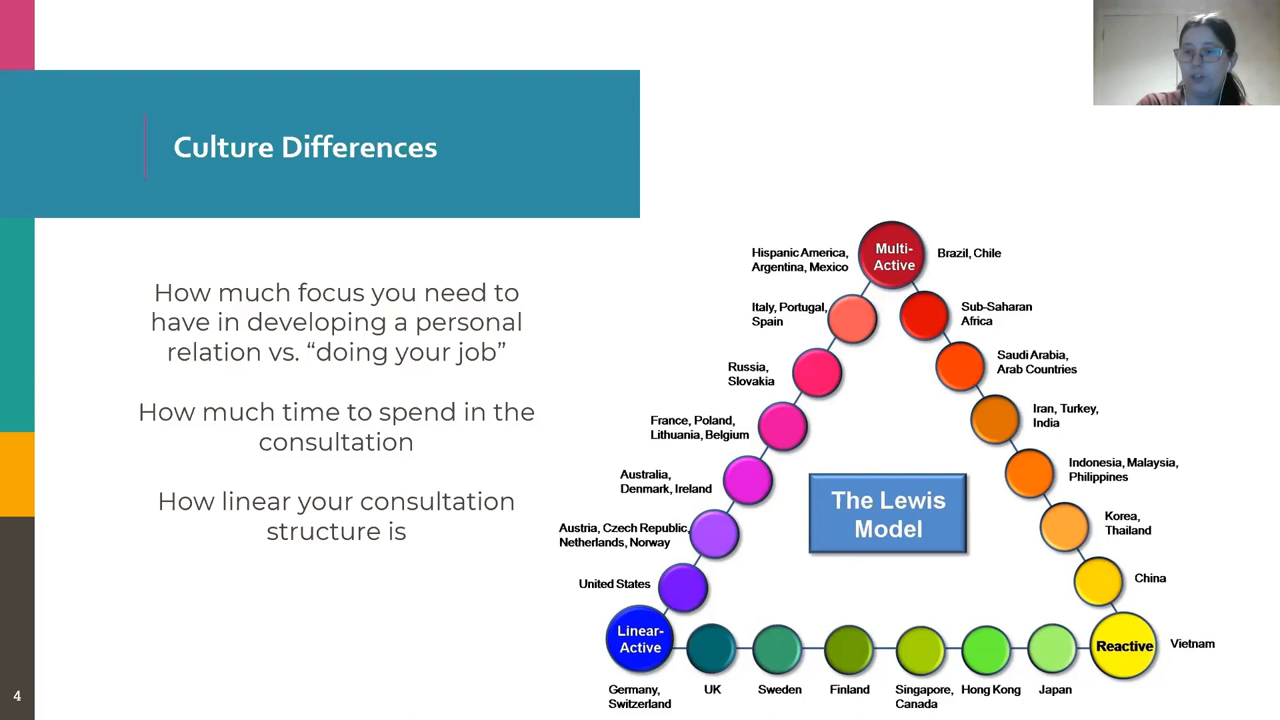 Culture Differences
How much focus you need to
have in developing a personal
relation vs. “doing your job”
How much time to spend in the
consultation
How linear your consultation
structure is
4
Multi-
Active
Hispanic America,
Argentina, Mexico
Brazil, Chile
Italy, Portugal,
Spain
Sub-Saharan
Africa
Russia,
Slovakia
Saudi Arabia,
Arab Countries
France, Poland,
Lithuania, Belgium
Iran, Turkey,
India
Australia,
Denmark, Ireland
Indonesia, Malaysia,
Philippines
The Lewis
Model
Austria, Czech Republic,
Netherlands, Norway
Korea,
Thailand
United States
China
Linear-
Active
Reactive
Vietnam
Germany,
Switzerland
UK
Sweden
Finland
Singapore,
Canada
Hong Kong
Japan